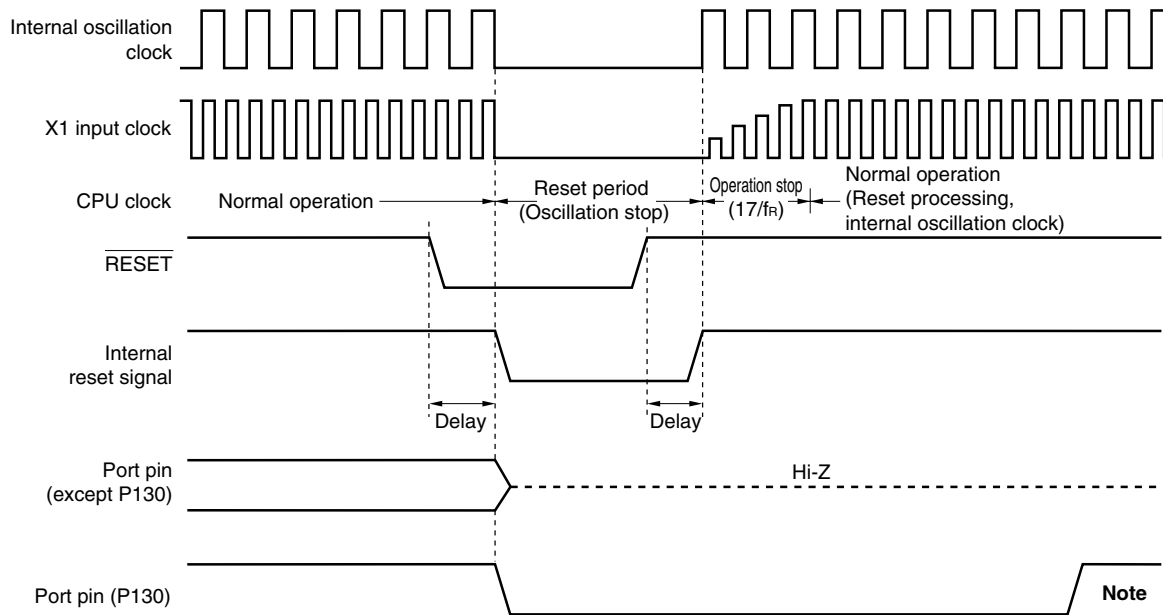 Internal oscillation
clock
X1 input clock
CPU clock
Normal operation
Reset period
(Oscillation stop)
Operation stop
(17/fR)
Normal operation
(Reset processing,
internal oscillation clock)
RESET
Internal
reset signal
Delay
Delay
Port pin
(except P130)
Hi-Z
Port pin (P130)
Note